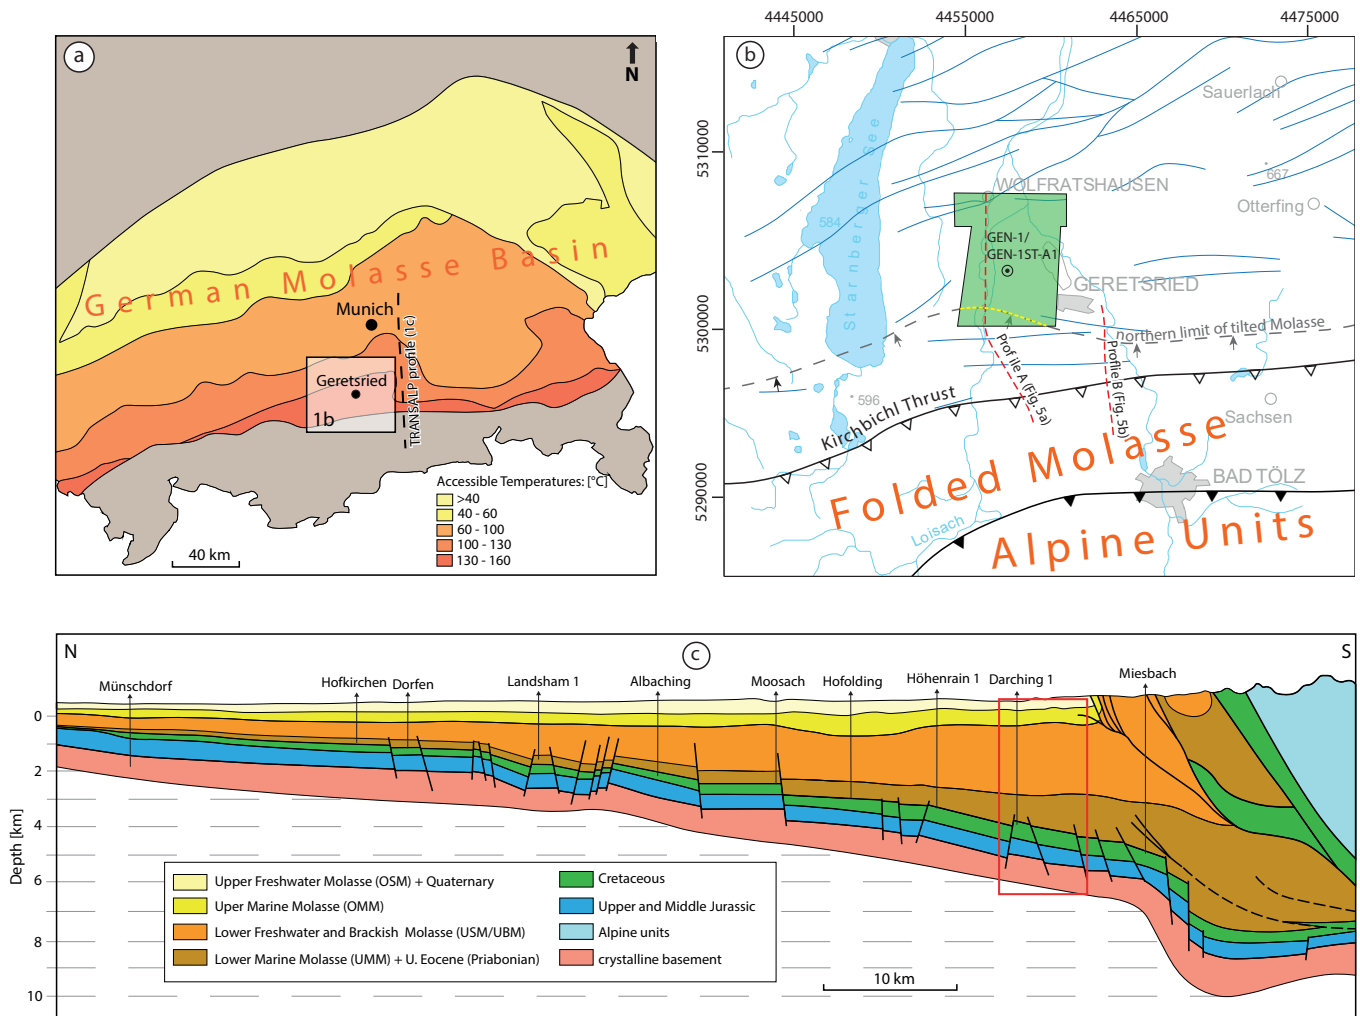 a
N
German Molasse Basin
Munich
TRANSALP profile (1c)
Geretsried
1b
Accessible Temperatures: [°C]
>40
40 - 60
60 - 100
100 - 130
130 - 160
40 km
4445000
4455000
4465000
4475000
b
5310000
5300000
5290000
Sauerlach
Starnberger See
584
667
WOLFRATSHAUSEN
Otterfing
GEN-1/
GEN-1ST-A1
GERETSRIED
northern limit of tilted Molasse
Profile A (Fig. 5a)
Profile B (Fig. 5b)
596
Kirchbichl Thrust
Sachsen
Folded Molasse
BAD TÖLZ
Loisach
Alpine Units
N
c
S
Münschdorf
Hofkirchen
Dorfen
Landsham 1
Albaching
Moosach
Hofolding
Höhenrain 1
Darching 1
Miesbach
Depth [km]
0
2
4
6
8
10
Upper Freshwater Molasse (OSM) + Quaternary
Uper Marine Molasse (OMM)
Lower Freshwater and Brackish Molasse (USM/UBM)
Lower Marine Molasse (UMM) + U. Eocene (Priabonian)
Cretaceous
Upper and Middle Jurassic
Alpine units
crystalline basement
10 km